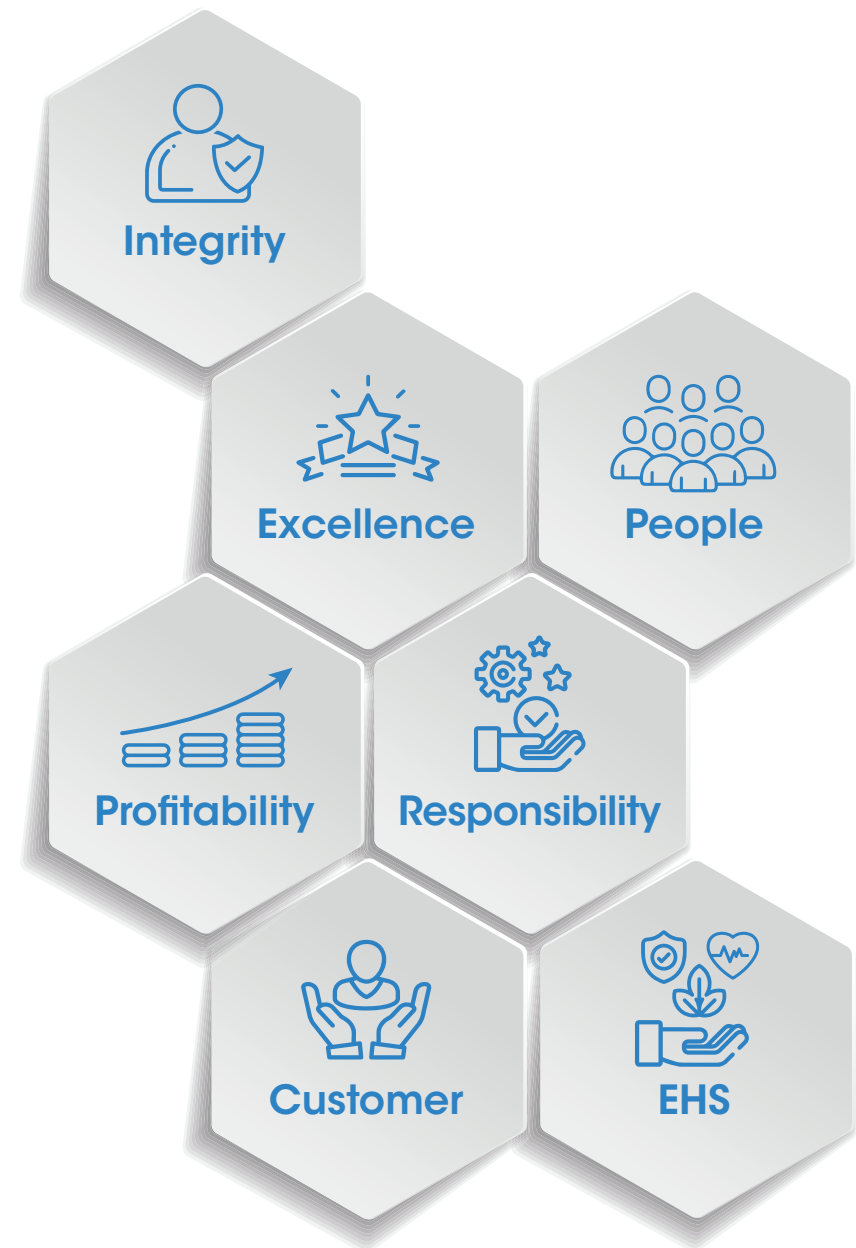 Integrity
Excellence
People
Profitability
Responsibility
Customer
EHS